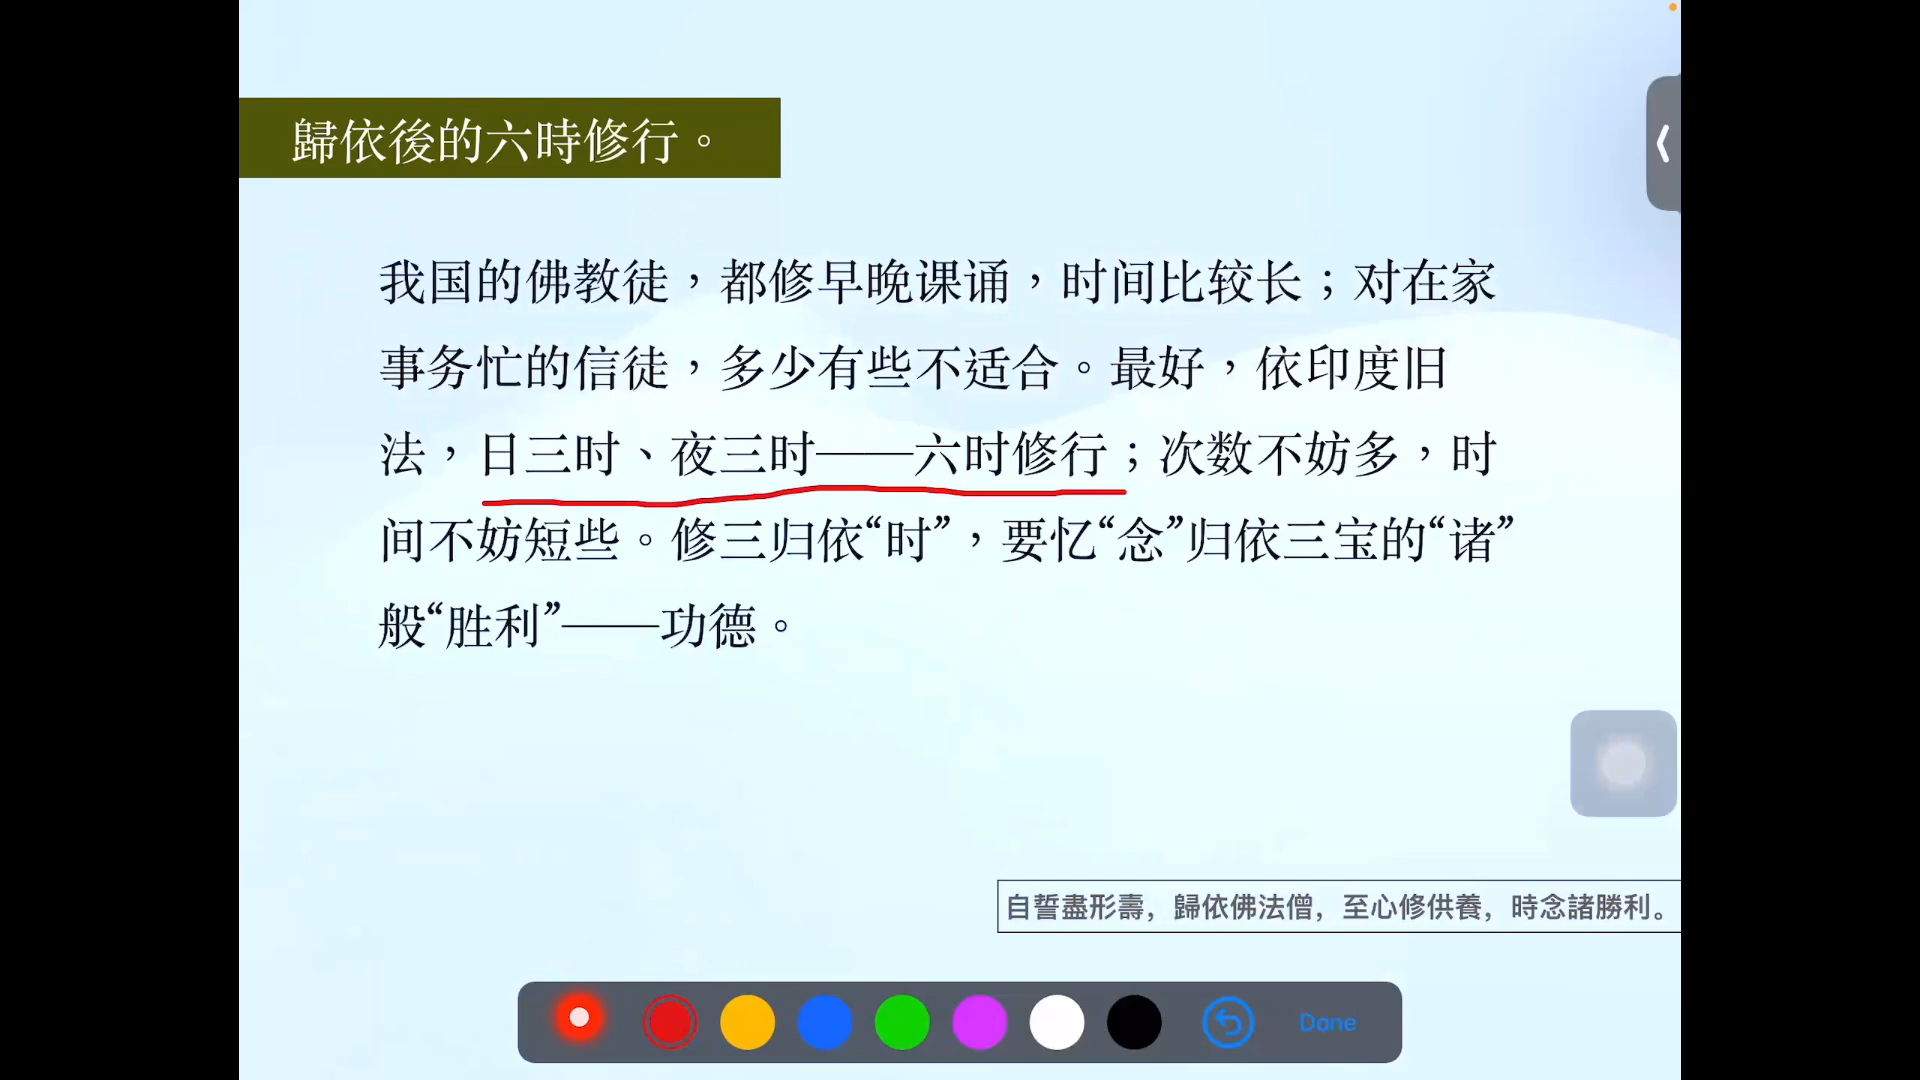 歸依後的六時修行。
我国的佛教徒，都修早晚课诵，时间比较长；对在家
事务忙的信徒，多少有些不适合。最好，依印度旧
法，日三时、夜三时——六时修行；次数不妨多，时
间不妨短些。修三归依“时”，要忆“念”归依三宝的“诸”
般“胜利”——功德。
自誓盡形壽，歸依佛法僧，至心修供養，時念諸勝利。
Done